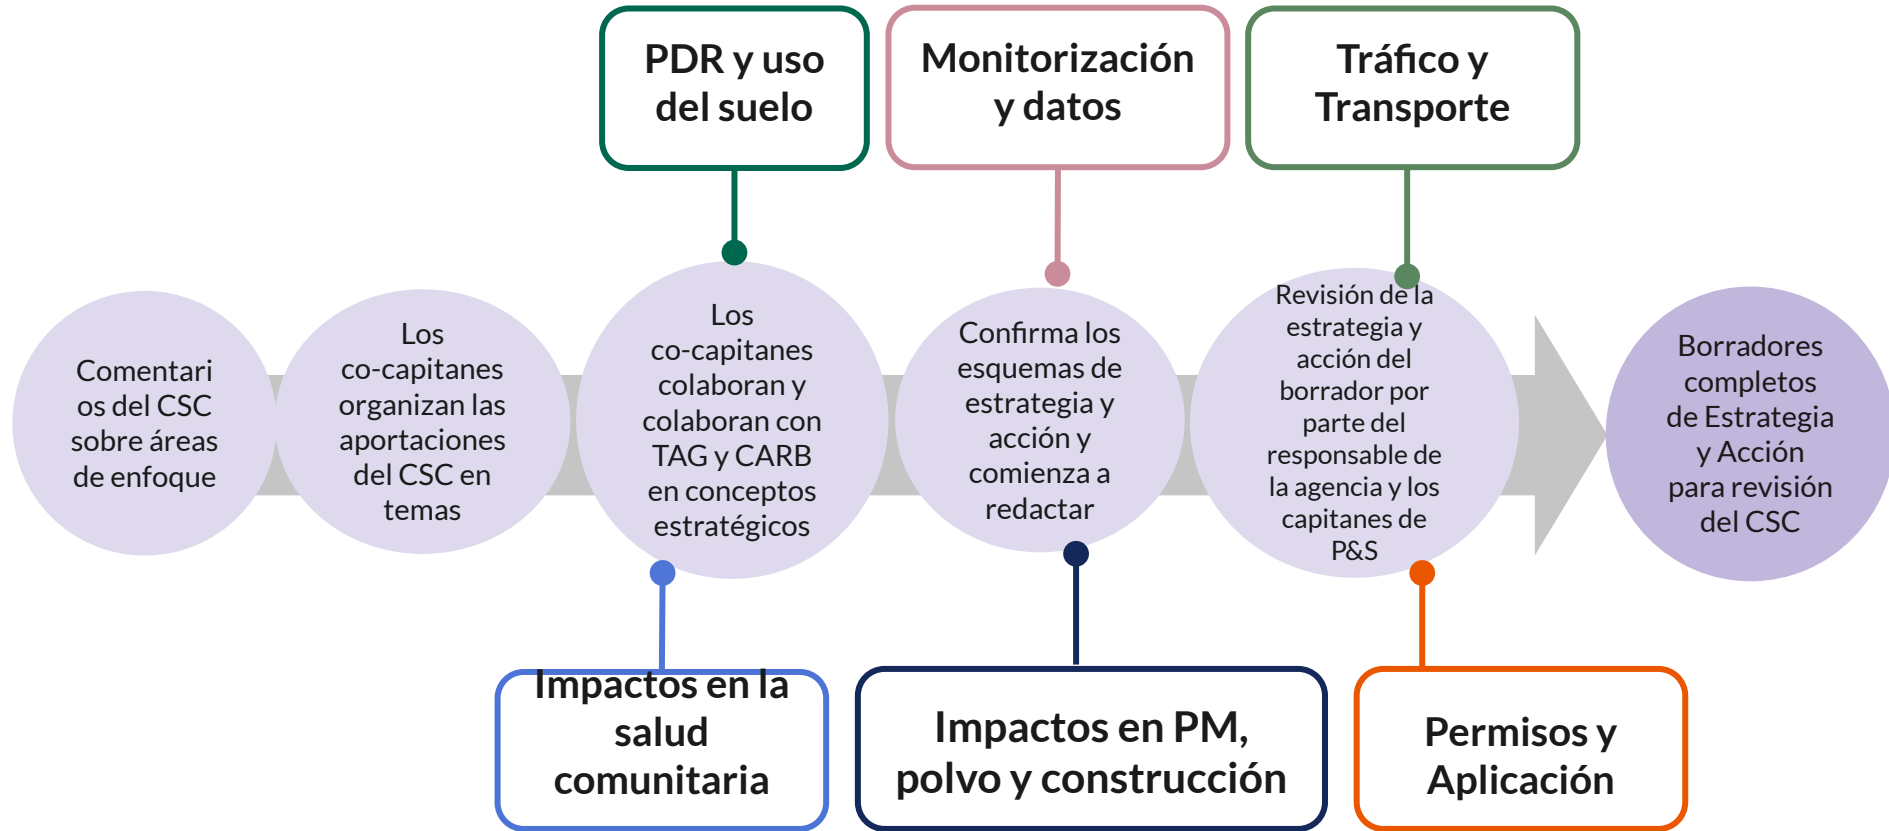 PDR y uso
del suelo
Monitorización
y datos
Tráfico y
Transporte
Comentari
os del CSC
sobre áreas
de enfoque
Los
co-capitanes
organizan las
aportaciones
del CSC en
temas
Los
co-capitanes
colaboran y
colaboran con
TAG y CARB
en conceptos
estratégicos
Confirma los
esquemas de
estrategia y
acción y
comienza a
redactar
Revisión de la
estrategia y
acción del
borrador por
parte del
responsable de
la agencia y los
capitanes de
P&S
Borradores
completos
de Estrategia
y Acción
para revisión
del CSC
Impactos en la
salud
comunitaria
Impactos en PM,
polvo y construcción
Permisos y
Aplicación